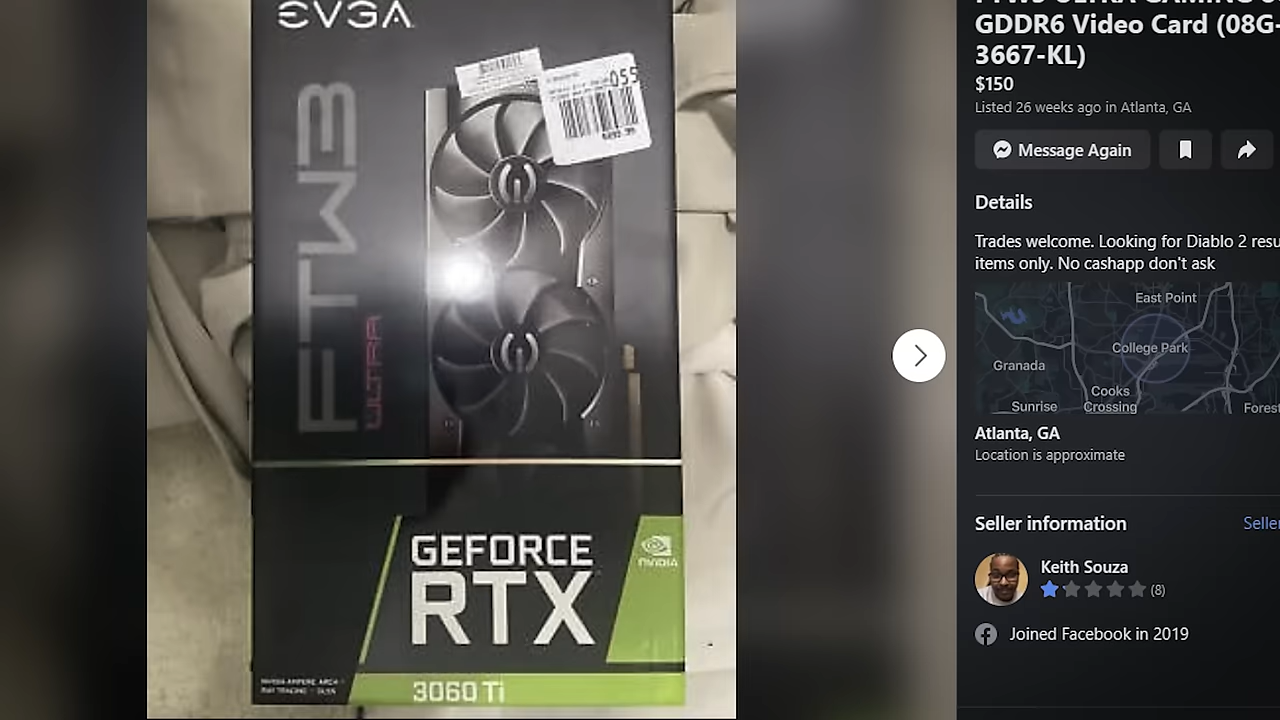 EVGA
055
FTW3
ULTRA
GEFORCE
RTX
NVIDIA
3060 Ti
GDDR6 Video Card (08G-
3667-KL)
$150
Listed 26 weeks ago in Atlanta, GA
Message Again
Details
Trades welcome. Looking for Diablo 2 resu
items only. No cashapp don't ask
East Point
College Park
Granada
Cooks
Crossing
Sunrise
Forest
Atlanta, GA
Location is approximate
Seller information
Seller
Keith Souza
(8)
Joined Facebook in 2019